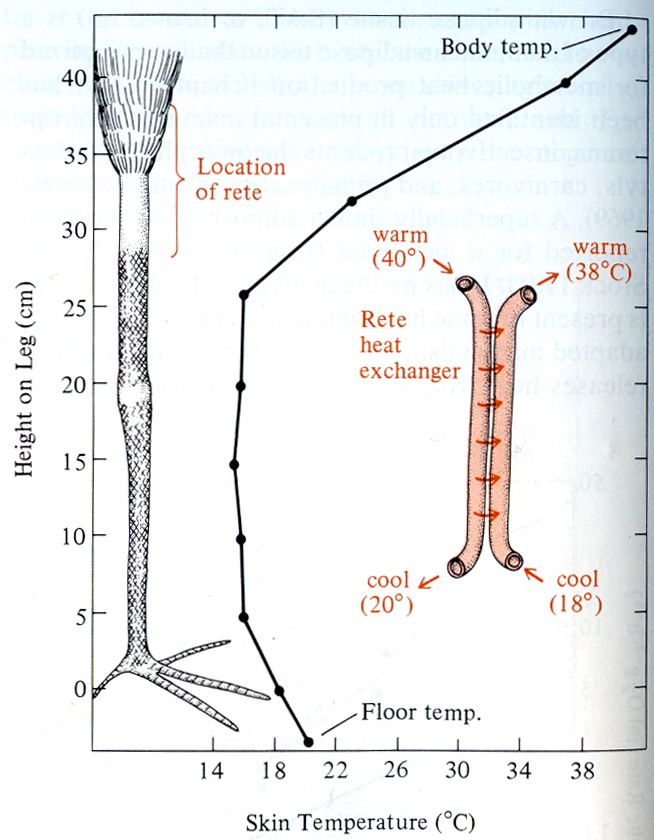 Body temp.
40
Location
of rete
35
30
25
20
15
10
5
0
Height on Leg (cm)
warm
(40°)
warm
(38°C)
Rete
heat
exchanger
cool
(20°)
cool
(18°)
Floor temp.
14 18 22 26 30 34 38
Skin Temperature (°C)